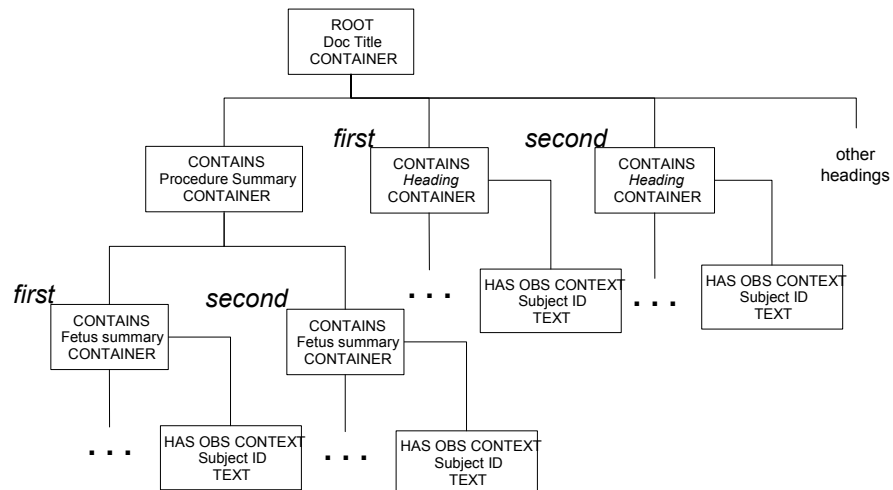 ROOT
Doc Title
CONTAINER
first
second
other
headings
CONTAINS
Procedure Summary
CONTAINER
CONTAINS
Heading
CONTAINER
CONTAINS
Heading
CONTAINER
. . .
HAS OBS CONTEXT
Subject ID
TEXT
. . .
HAS OBS CONTEXT
Subject ID
TEXT
first
second
CONTAINS
Fetus summary
CONTAINER
CONTAINS
Fetus summary
CONTAINER
. . .
HAS OBS CONTEXT
Subject ID
TEXT
. . .
HAS OBS CONTEXT
Subject ID
TEXT